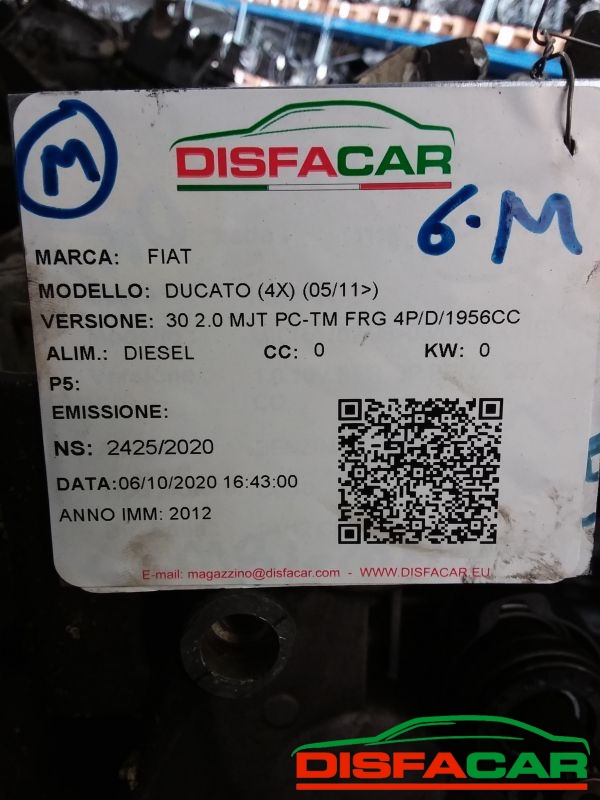 M
DISFACAR
6.M
MARCA: FIAT
MODELLO: DUCATO (4X) (05/11>)
VERSIONE: 30 2.0 MJT PC-TM FRG 4P/D/1956CC
ALIM.: DIESEL CC: 0 KW: 0
P5:
EMISSIONE:
NS: 2425/2020
DATA:06/10/2020 16:43:00
ANNO IMM: 2012
E-mail: magazzino@disfacar.com - WWW.DISFACAR.EU
DISFACAR